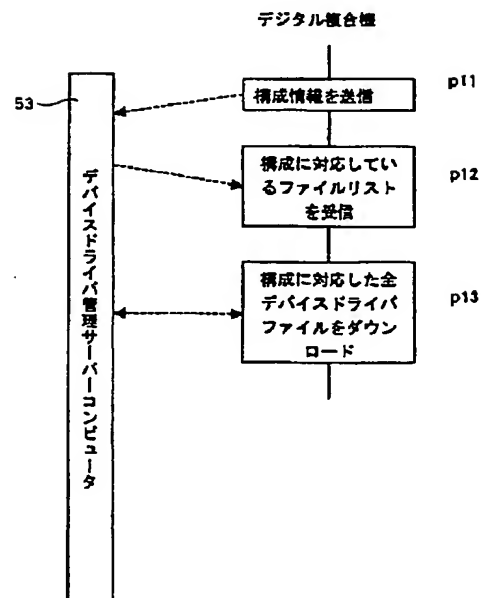 デジタル複合機
構成情報を送信
p11
53
構成に対応してい
るファイルリスト
を受信
p12
構成に対応した全
デバイスドライバ
ファイルをダウン
ロード
p13
デバイスドライバ管理サーバーコンピュータ